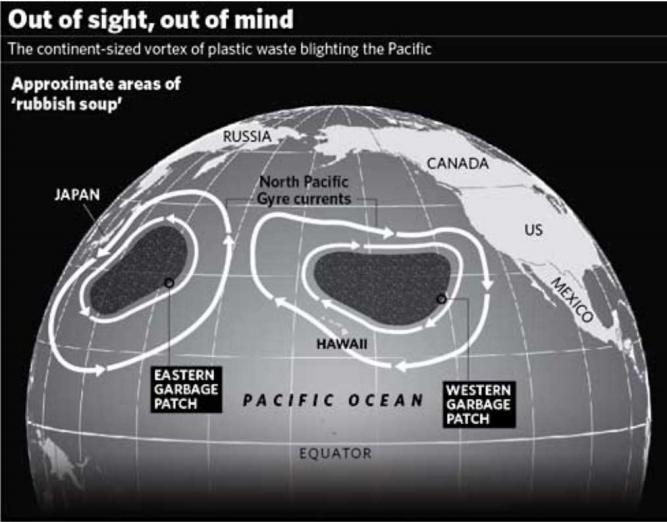 Out of sight, out of mind
The continent-sized vortex of plastic waste blighting the Pacific
Approximate areas of
'rubbish soup'
RUSSIA
CANADA
JAPAN
North Pacific
Gyre currents
US
MEXICO
HAWAII
EASTERN
GARBAGE
PATCH
PACIFIC OCEAN
WESTERN
GARBAGE
PATCH
EQUATOR